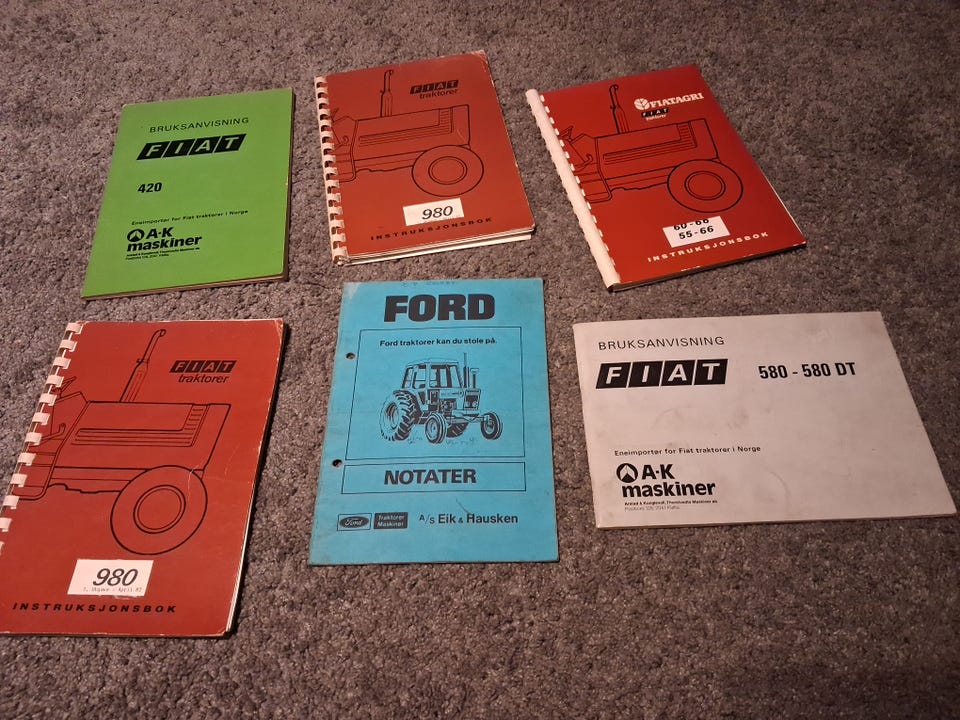 BRUKSANVISNING
FIAT
420
Eneimportør for Fiat traktorer i Norge
A·K
maskiner
FIAT
traktorer
980
INSTRUKSJONSBOK
FIATAGRI
FIAT
traktorer
60-66
55-66
INSTRUKSJONSBOK
FIAT
traktorer
980
INSTRUKSJONSBOK
FORD
Ford traktorer kan du stole på.
NOTATER
Ford
Traktorer
Maskiner
A/S Eik & Hausken
BRUKSANVISNING
FIAT 580 - 580 DT
Eneimportør for Fiat traktorer i Norge
A·K
maskiner